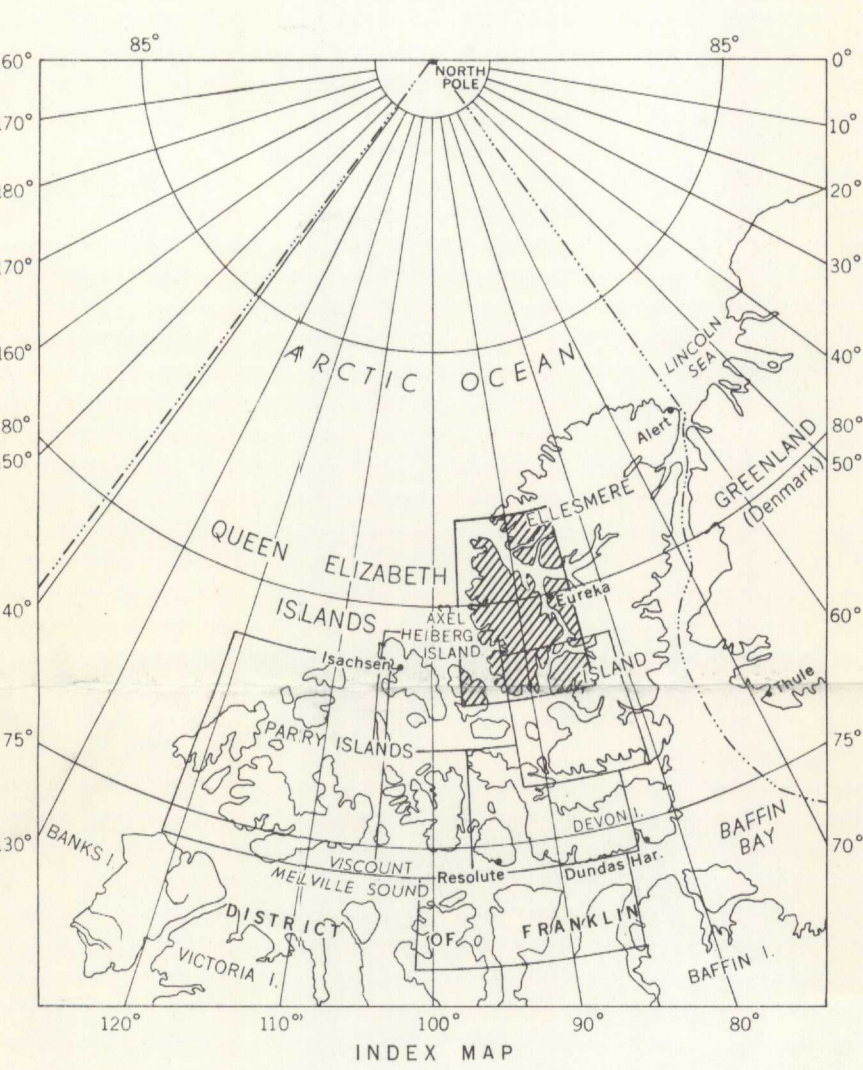 85° 85°
60° 0°
NORTH
POLE
70° 10°
80° 20°
70° 30°
LINCOLN
SEA
160° 40°
ARCTIC OCEAN
Alert
80° 80°
50° 50°
GREENLAND
(Denmark)
ELLESMERE
QUEEN ELIZABETH
ISLANDS
Eureka
40° 60°
AXEL
HEIBERG
ISLAND
Isachsen
ISLAND
Thule
PARRY ISLANDS
75° 75°
DEVON I.
BAFFIN
BAY
30° 70°
BANKS I.
VISCOUNT
MELVILLE SOUND
Resolute
Dundas Har.
DISTRICT OF FRANKLIN
VICTORIA I.
BAFFIN I.
120° 110° 100° 90° 80°
INDEX MAP